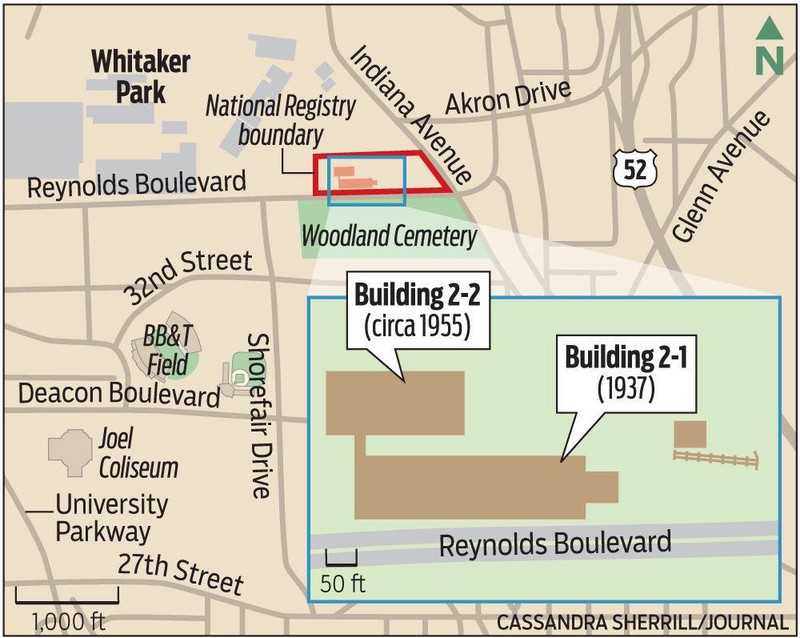 Whitaker
Park
National Registry
boundary
Indiana Avenue
Akron Drive
N
52
Glenn Avenue
Reynolds Boulevard
Woodland Cemetery
32nd Street
BB&T
Field
Shorefair Drive
Deacon Boulevard
Joel
Coliseum
University
Parkway
27th Street
1,000 ft
Building 2-2
(circa 1955)
Building 2-1
(1937)
Reynolds Boulevard
50 ft
CASSANDRA SHERRILL/JOURNAL